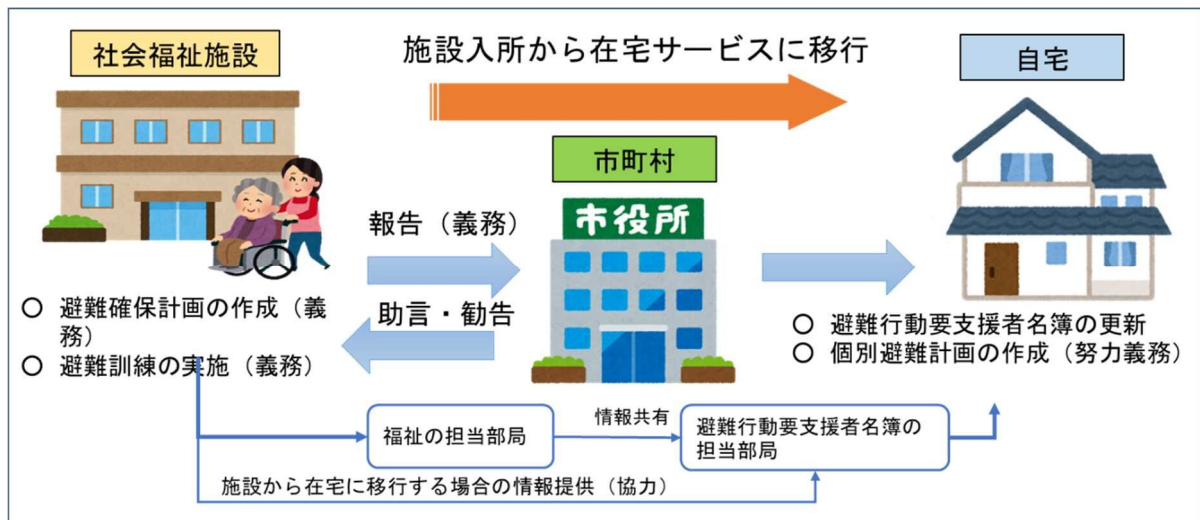 社会福祉施設
施設入所から在宅サービスに移行
自宅
市町村
市役所
報告（義務）
助言・勧告
○ 避難確保計画の作成（義
務）
○ 避難訓練の実施（義務）
○ 避難行動要支援者名簿の更新
○ 個別避難計画の作成（努力義務）
福祉の担当部局
情報共有
避難行動要支援者名簿の
担当部局
施設から在宅に移行する場合の情報提供（協力）